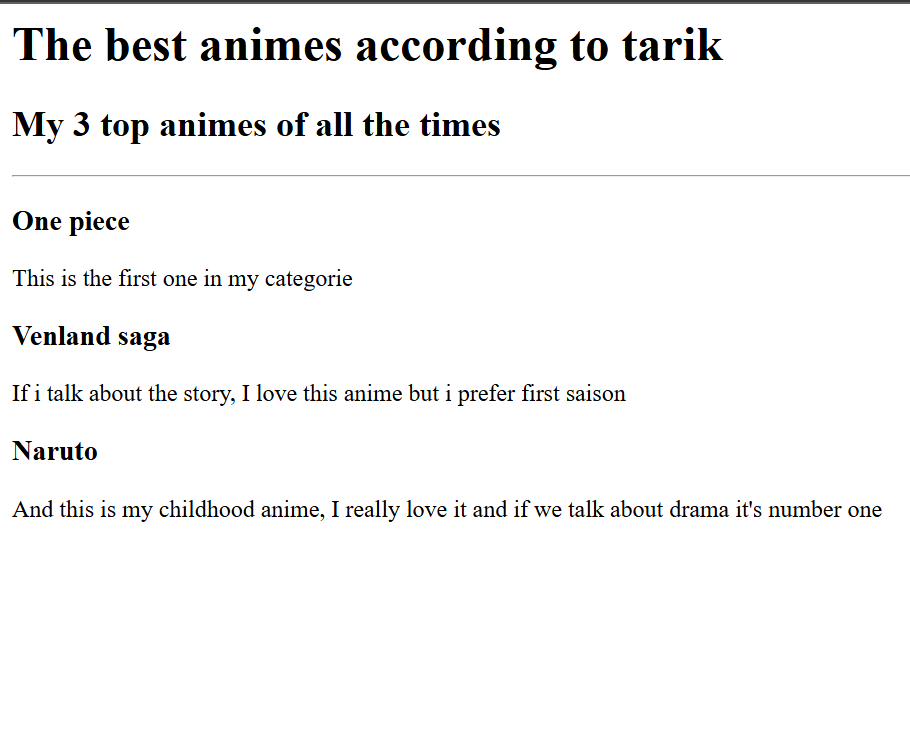 The best animes according to tarik
My 3 top animes of all the times
One piece
This is the first one in my categorie
Venland saga
If i talk about the story, I love this anime but i prefer first saison
Naruto
And this is my childhood anime, I really love it and if we talk about drama it's number one